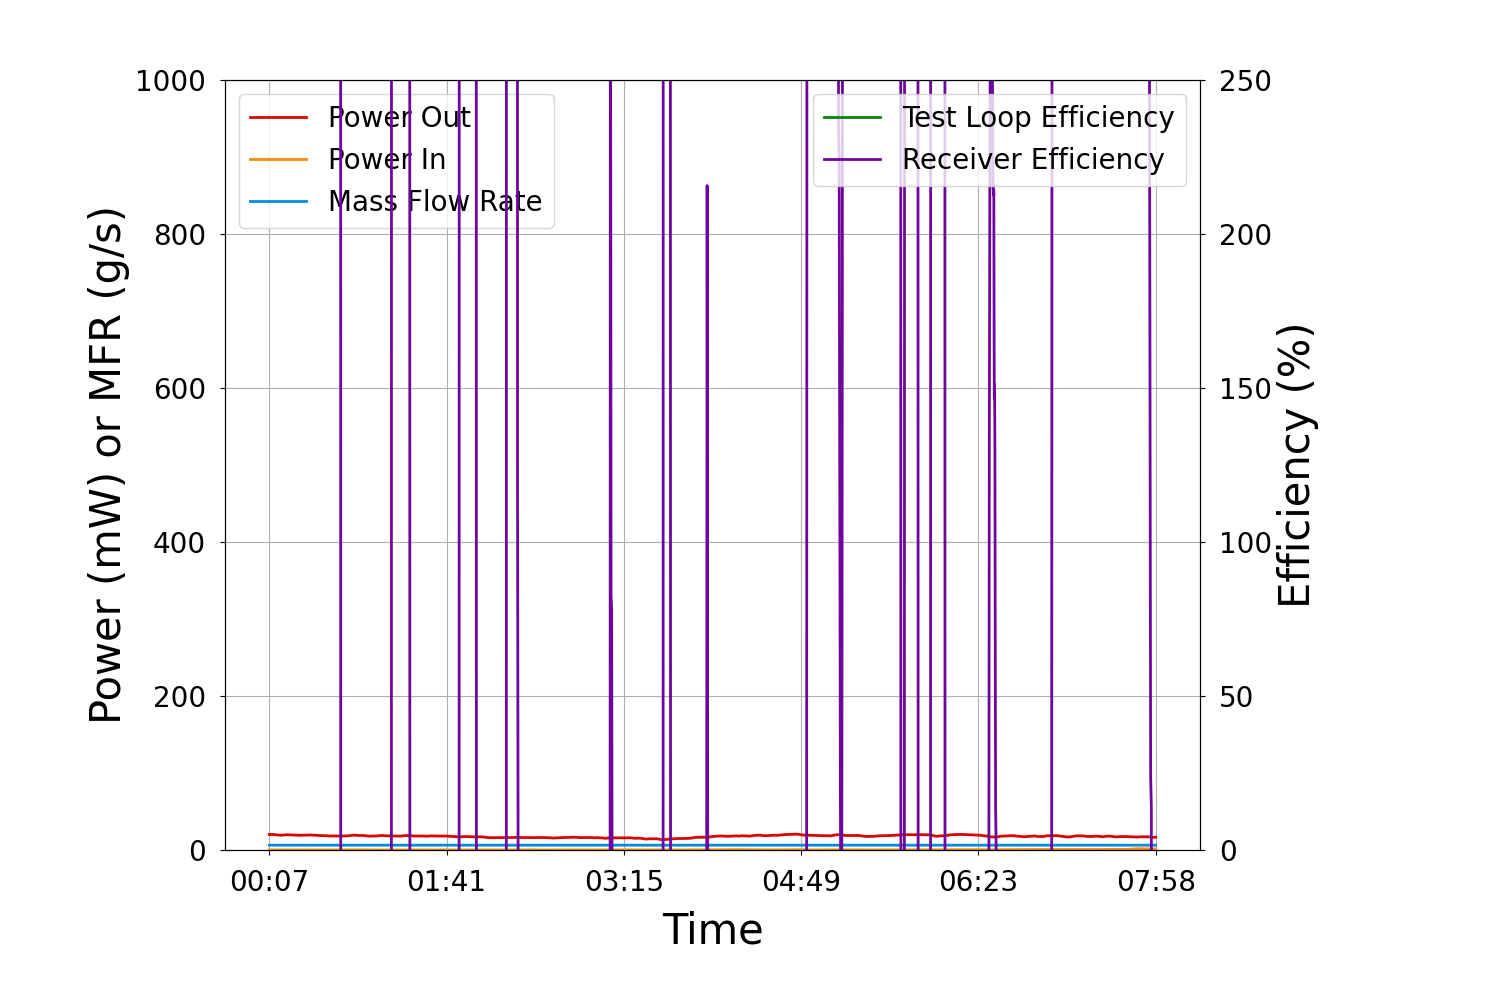 1000
800
600
400
200
0
Power (mW) or MFR (g/s)
Power Out
Power In
Mass Flow Rate
Test Loop Efficiency
Receiver Efficiency
250
200
150
100
50
0
Efficiency (%)
00:07 01:41 03:15 04:49 06:23 07:58
Time